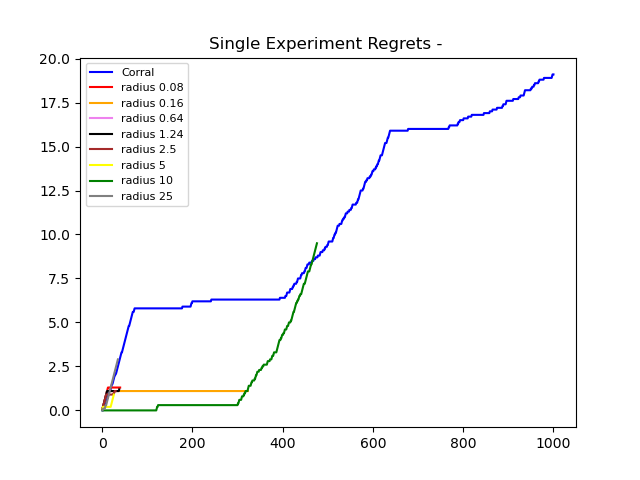 Single Experiment Regrets -
20.0
17.5
15.0
12.5
10.0
7.5
5.0
2.5
0.0
Corral
radius 0.08
radius 0.16
radius 0.64
radius 1.24
radius 2.5
radius 5
radius 10
radius 25
0
200
400
600
800
1000